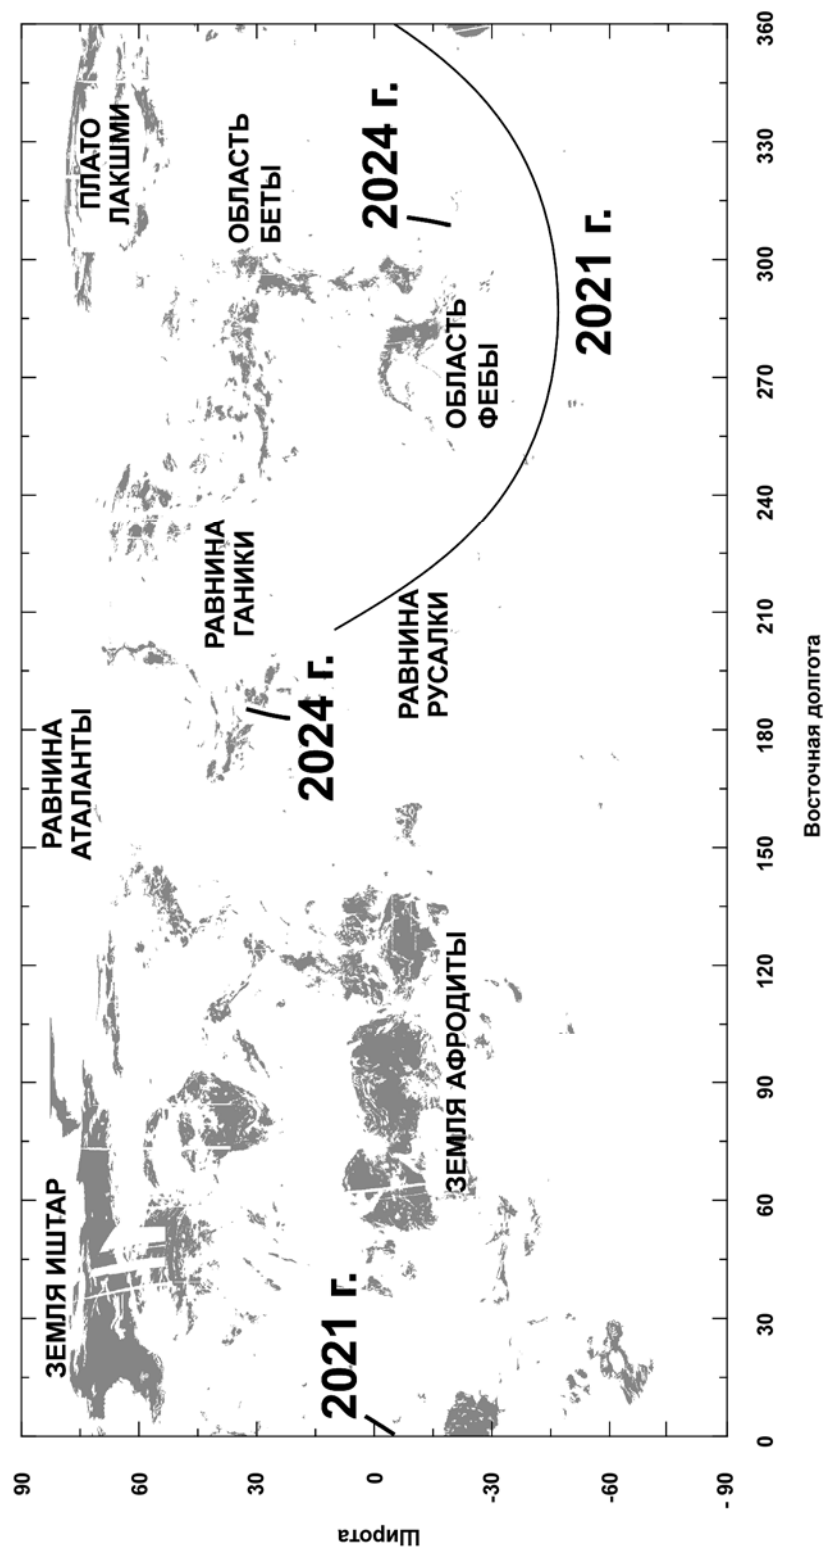 ЗЕМЛЯ ИШТАР
РАВНИНА
АТАЛАНТЫ
ПЛАТО
ЛАКШМИ
РАВНИНА
ГАНИКИ
ОБЛАСТЬ
БЕТЫ
2021 г.
2024 г.
2024 г.
ЗЕМЛЯ АФРОДИТЫ
РАВНИНА
РУСАЛКИ
ОБЛАСТЬ
ФЕБЫ
2021 г.
Широта
90
60
30
0
-30
-60
- 90
0
30
60
90
120
150
180
210
240
270
300
330
360
Восточная долгота